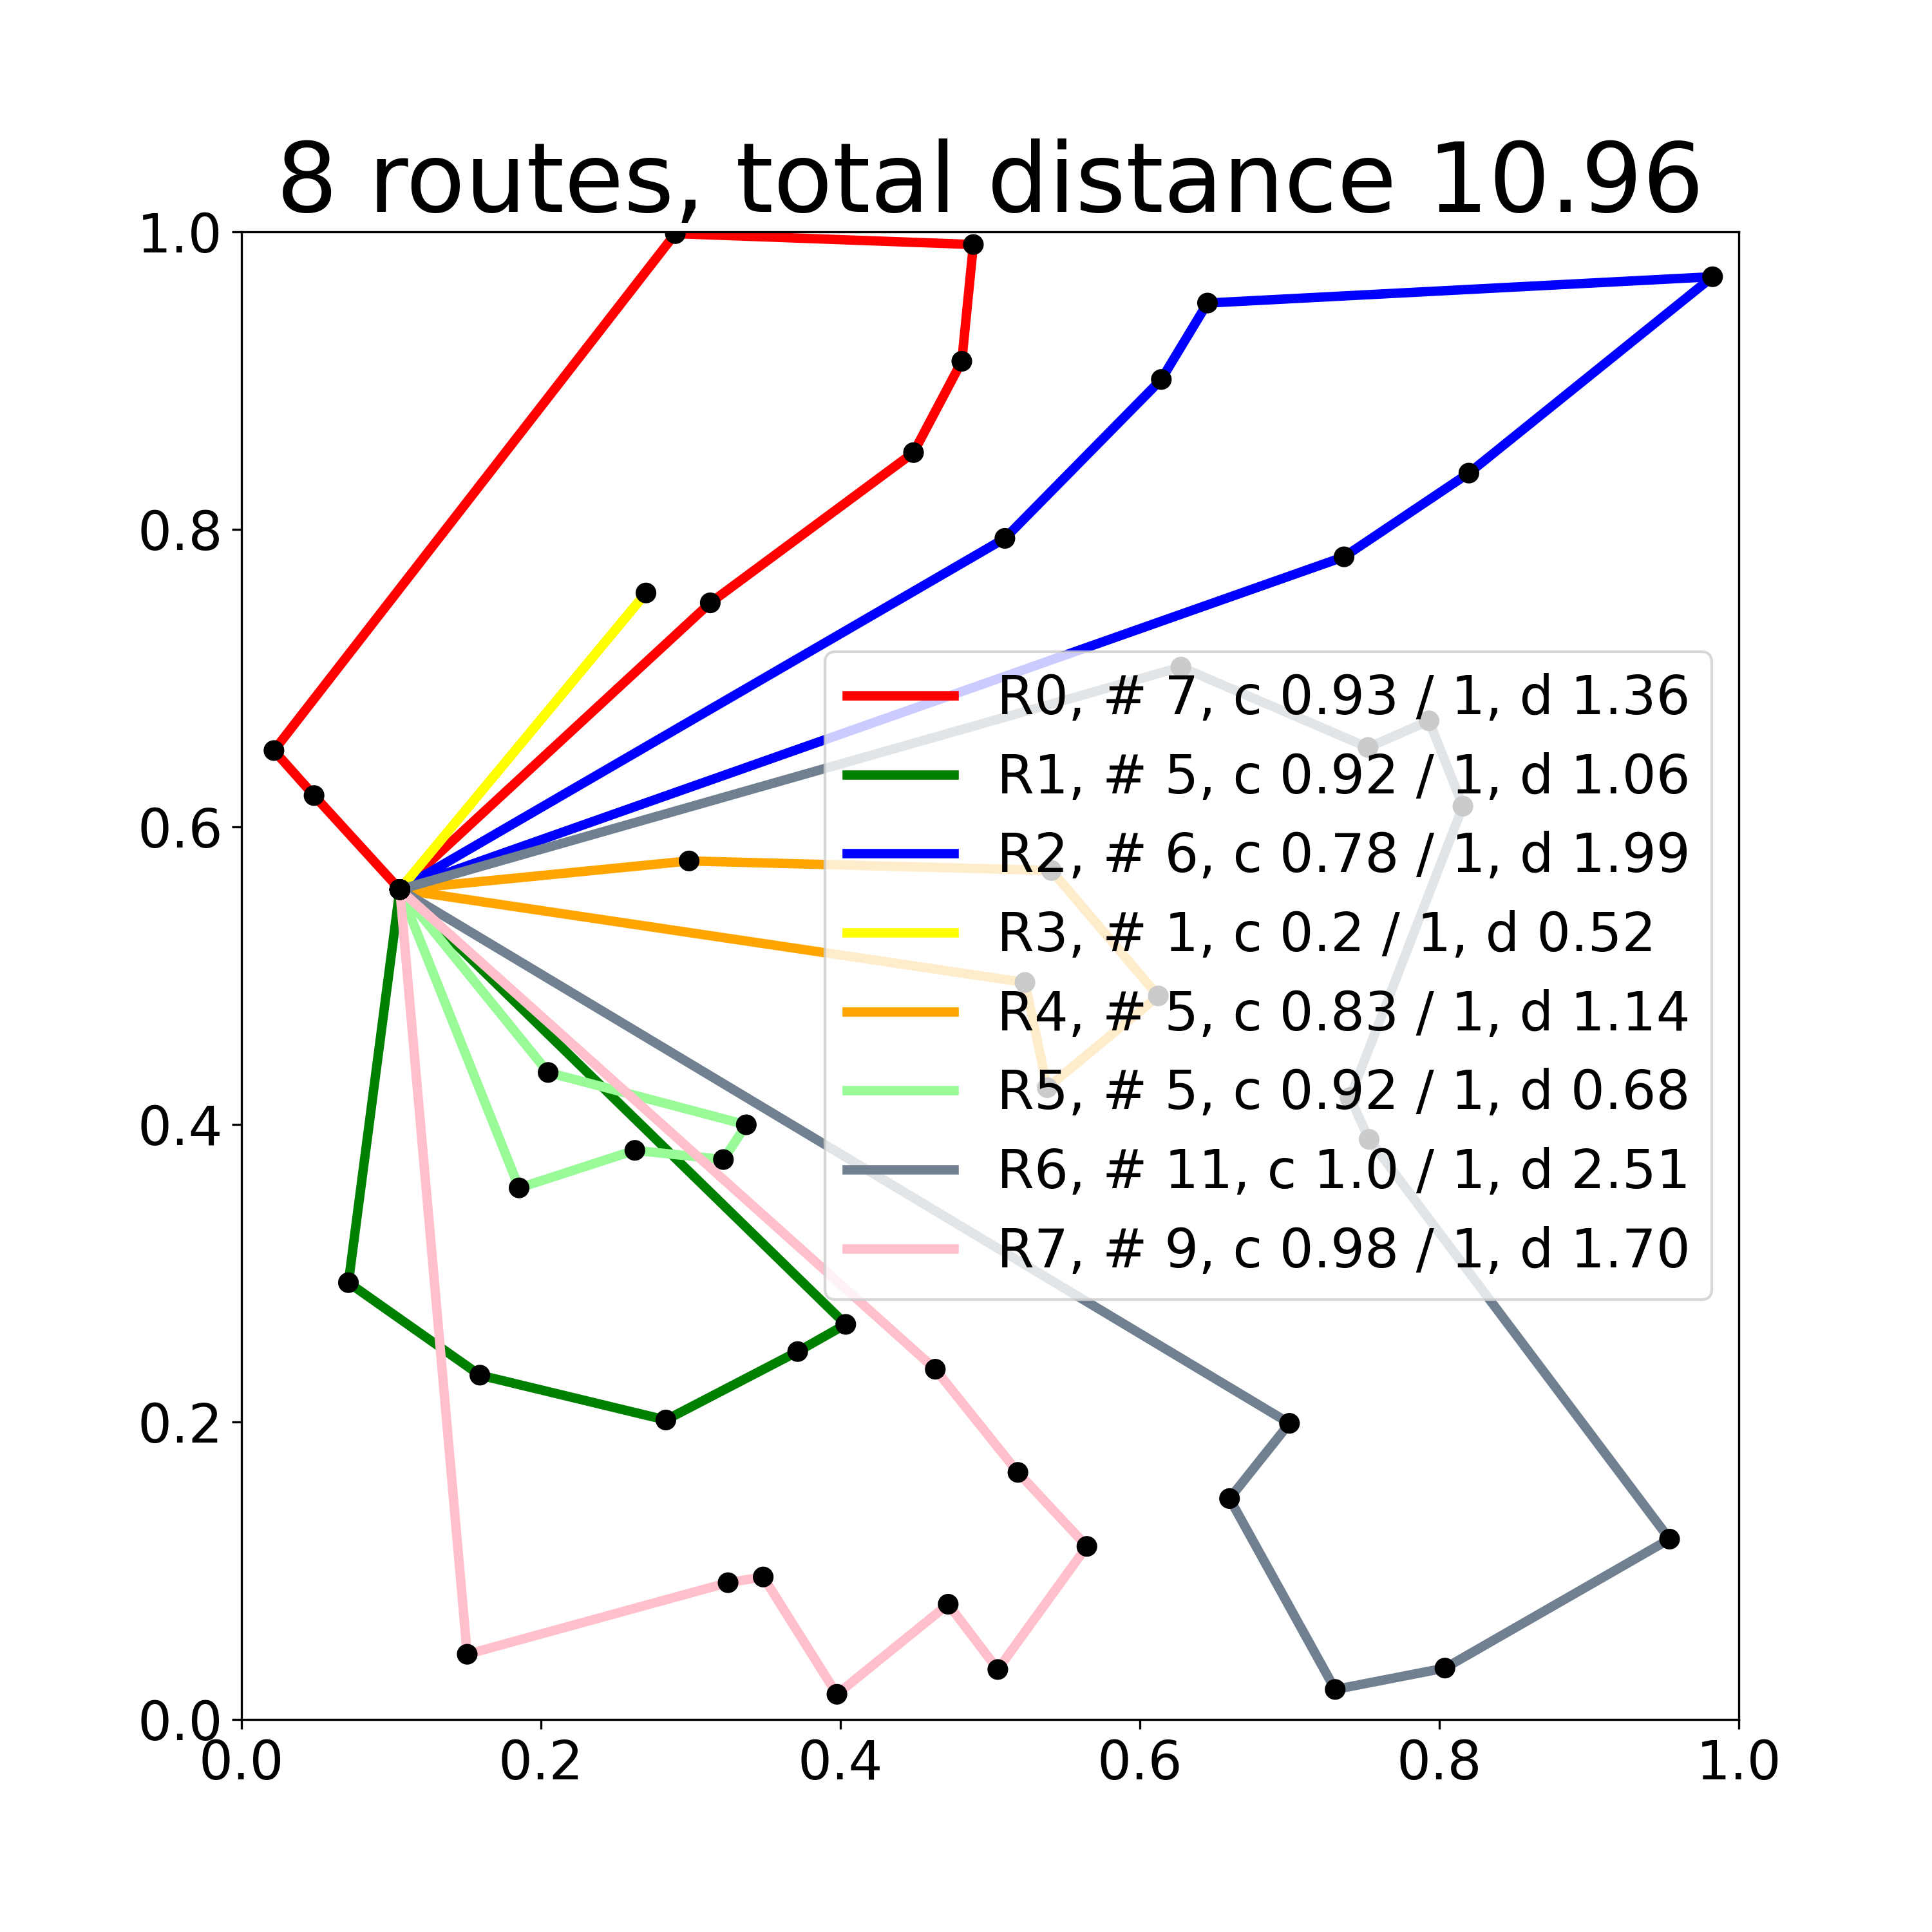 8 routes, total distance 10.96
1.0
0.8
0.6
0.4
0.2
0.0
R0, # 7, c 0.93 / 1, d 1.36
R1, # 5, c 0.92 / 1, d 1.06
R2, # 6, c 0.78 / 1, d 1.99
R3, # 1, c 0.2 / 1, d 0.52
R4, # 5, c 0.83 / 1, d 1.14
R5, # 5, c 0.92 / 1, d 0.68
R6, # 11, c 1.0 / 1, d 2.51
R7, # 9, c 0.98 / 1, d 1.70
0.0 0.2 0.4 0.6 0.8 1.0